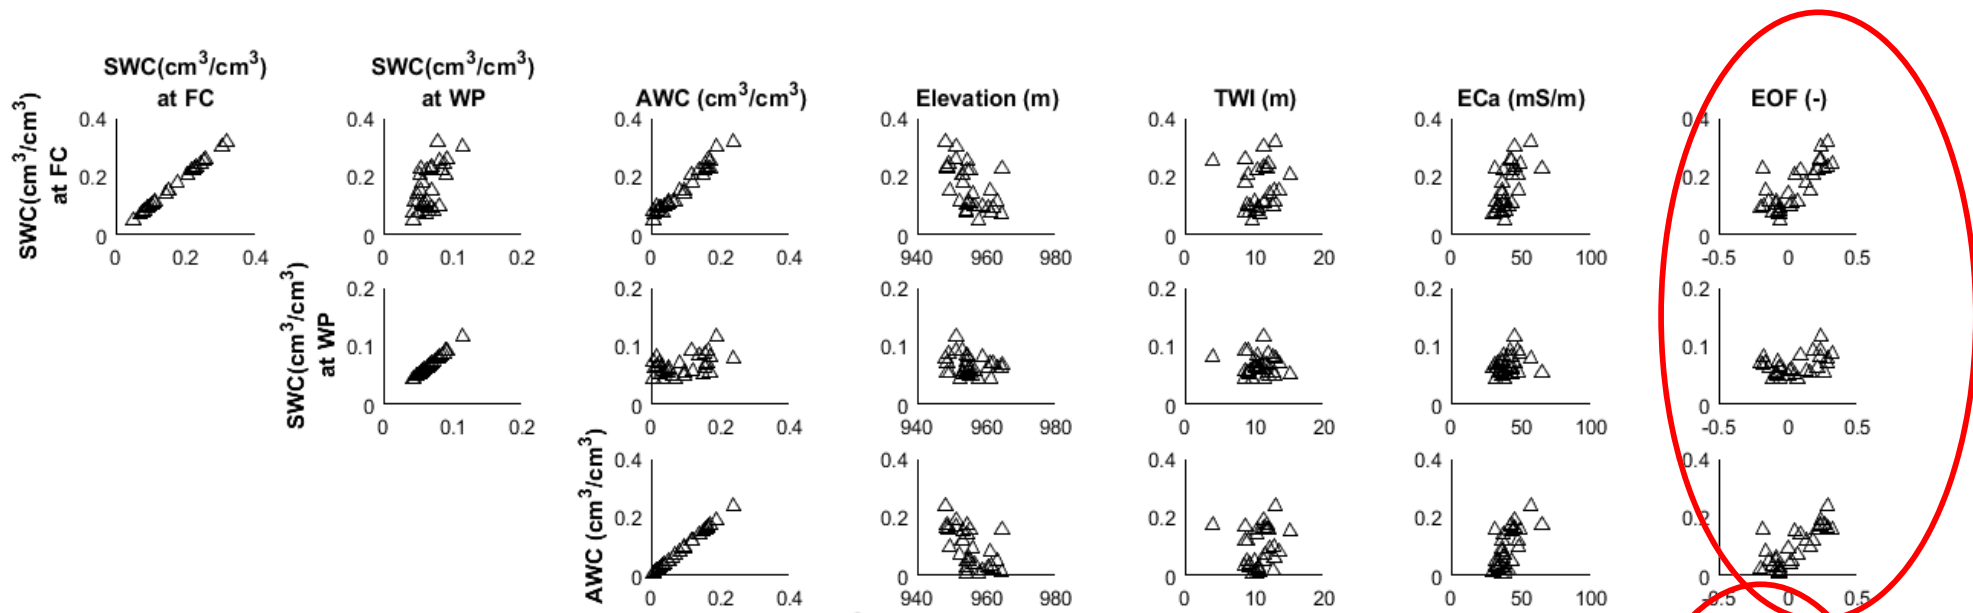 SWC(cm³/cm³) at FC
SWC(cm³/cm³) at WP
AWC (cm³/cm³)
Elevation (m)
TWI (m)
ECa (mS/m)
EOF (-)
SWC(cm³/cm³) at FC
0.4 0.4 0.4 0.4 0.4 0.4 0.4
0.2 0.2 0.2 0.2 0.2 0.2 0.2
0 0 0 0 0 0 0
0 0.2 0.4 0 0.1 0.2 0 0.2 0.4 940 960 980 0 10 20 0 50 100 -0.5 0 0.5
SWC(cm³/cm³) at WP
0.2 0.2 0.2 0.2 0.2 0.2
0.1 0.1 0.1 0.1 0.1 0.1
0 0 0 0 0 0
0 0.1 0.2 0 0.2 0.4 940 960 980 0 10 20 0 50 100 -0.5 0 0.5
AWC (cm³/cm³)
0.4 0.4 0.4 0.4 0.4
0.2 0.2 0.2 0.2 0.2
0 0 0 0 0
0 0.2 0.4 940 960 980 0 10 20 0 50 100 -0.5 0 0.5